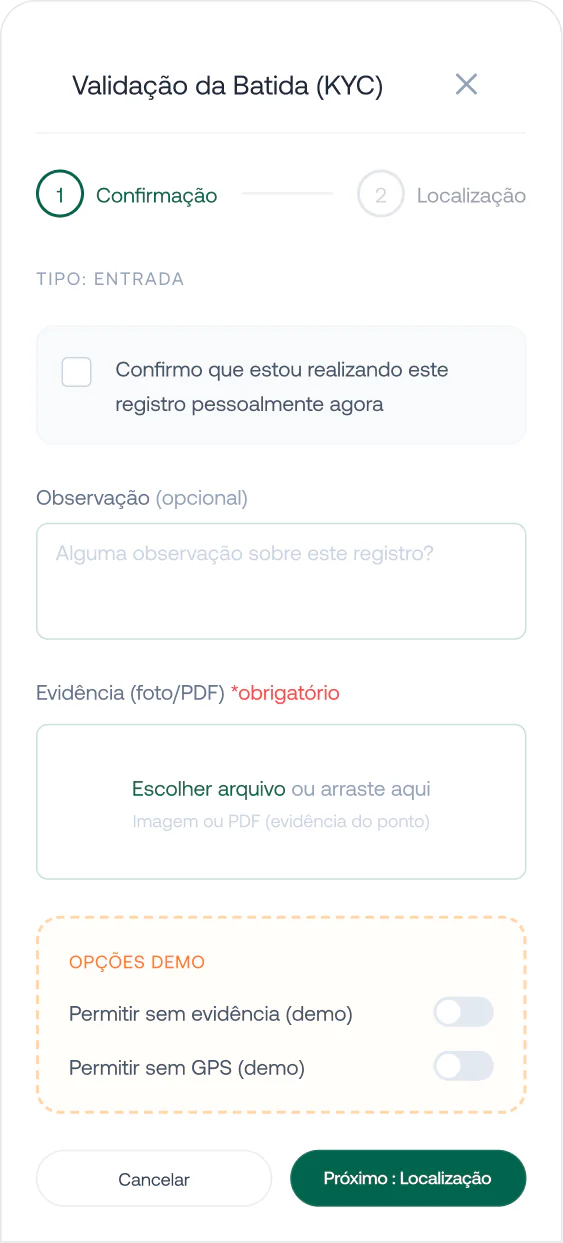 Validação da Batida (KYC)
1 Confirmação
2 Localização
TIPO: ENTRADA
Confirmo que estou realizando este
registro pessoalmente agora
Observação (opcional)
Alguma observação sobre este registro?
Evidência (foto/PDF) *obrigatório
Escolher arquivo ou arraste aqui
Imagem ou PDF (evidência do ponto)
OPÇÕES DEMO
Permitir sem evidência (demo)
Permitir sem GPS (demo)
Cancelar
Próximo : Localização